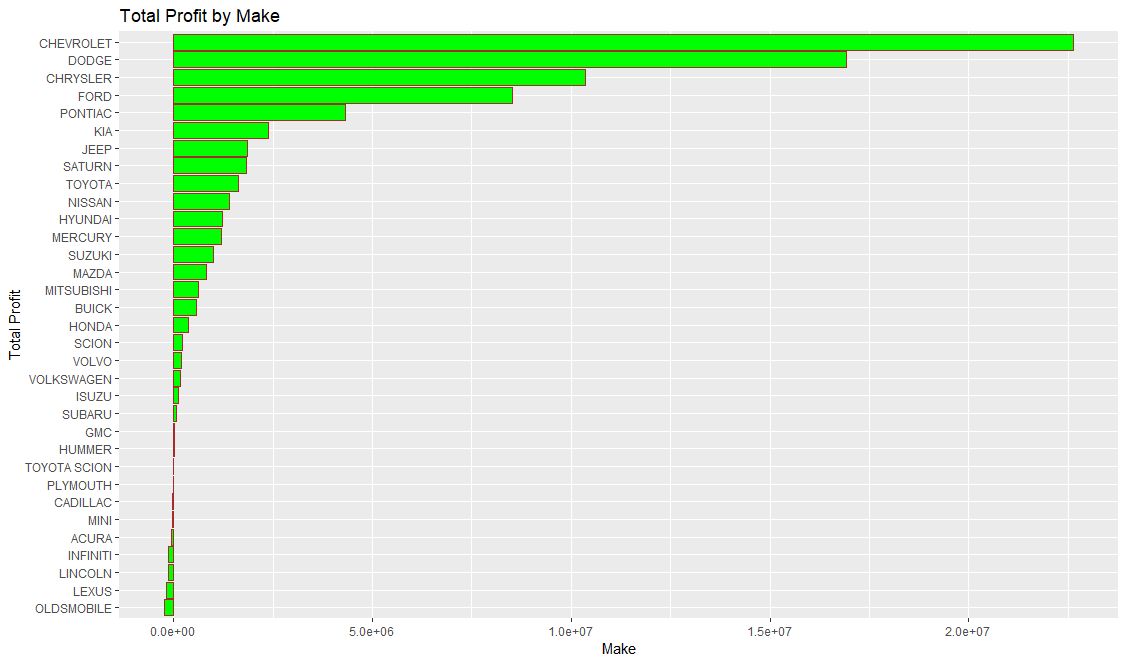 Total Profit by Make
CHEVROLET
DODGE
CHRYSLER
FORD
PONTIAC
KIA
JEEP
SATURN
TOYOTA
NISSAN
HYUNDAI
MERCURY
SUZUKI
MAZDA
MITSUBISHI
BUICK
HONDA
SCION
VOLVO
VOLKSWAGEN
ISUZU
SUBARU
GMC
HUMMER
TOYOTA SCION
PLYMOUTH
CADILLAC
MINI
ACURA
INFINITI
LINCOLN
LEXUS
OLDSMOBILE
Total Profit
0.0e+00 5.0e+06 1.0e+07 1.5e+07 2.0e+07
Make